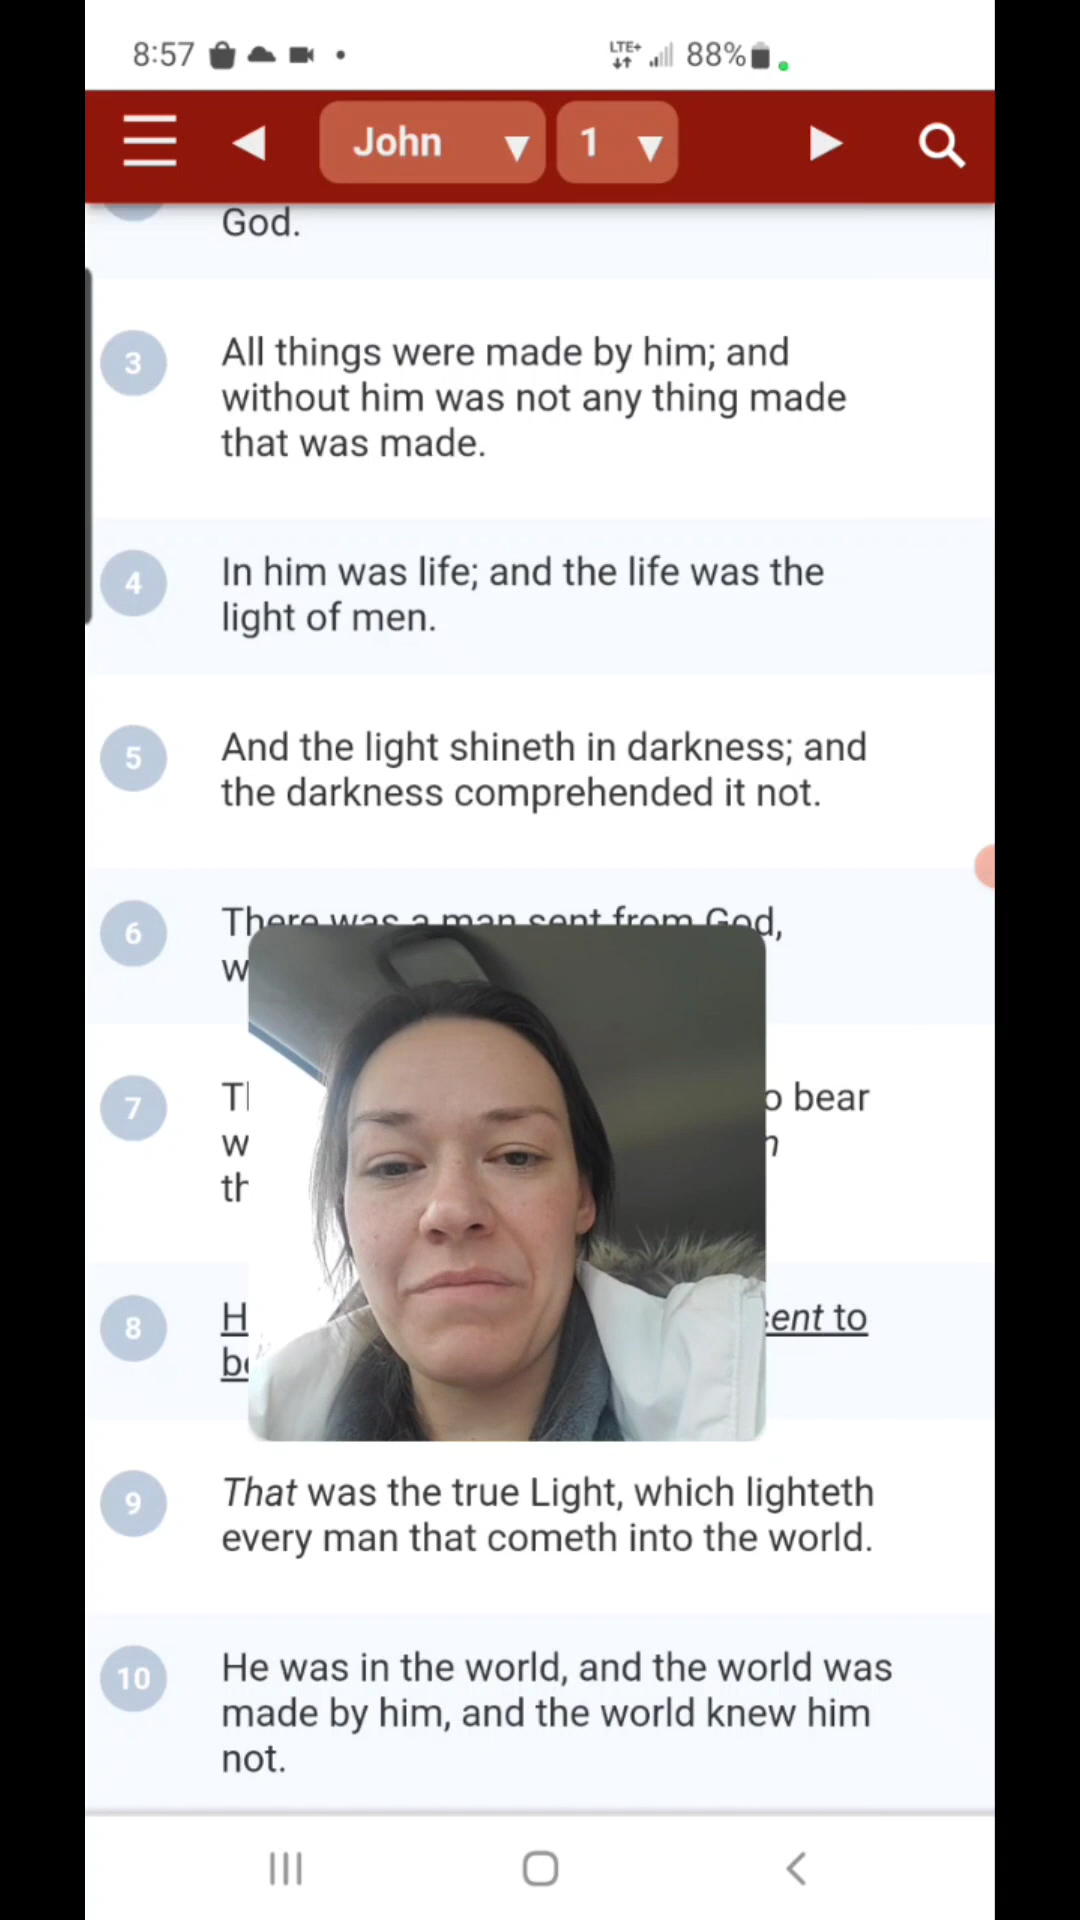 8:57 LTE+ 88%
John 1
God.
3 All things were made by him; and
without him was not any thing made
that was made.
4 In him was life; and the life was the
light of men.
5 And the light shineth in darkness; and
the darkness comprehended it not.
6 There was a man sent from God,
7 bear
8 sent to
9 That was the true Light, which lighteth
every man that cometh into the world.
10 He was in the world, and the world was
made by him, and the world knew him
not.